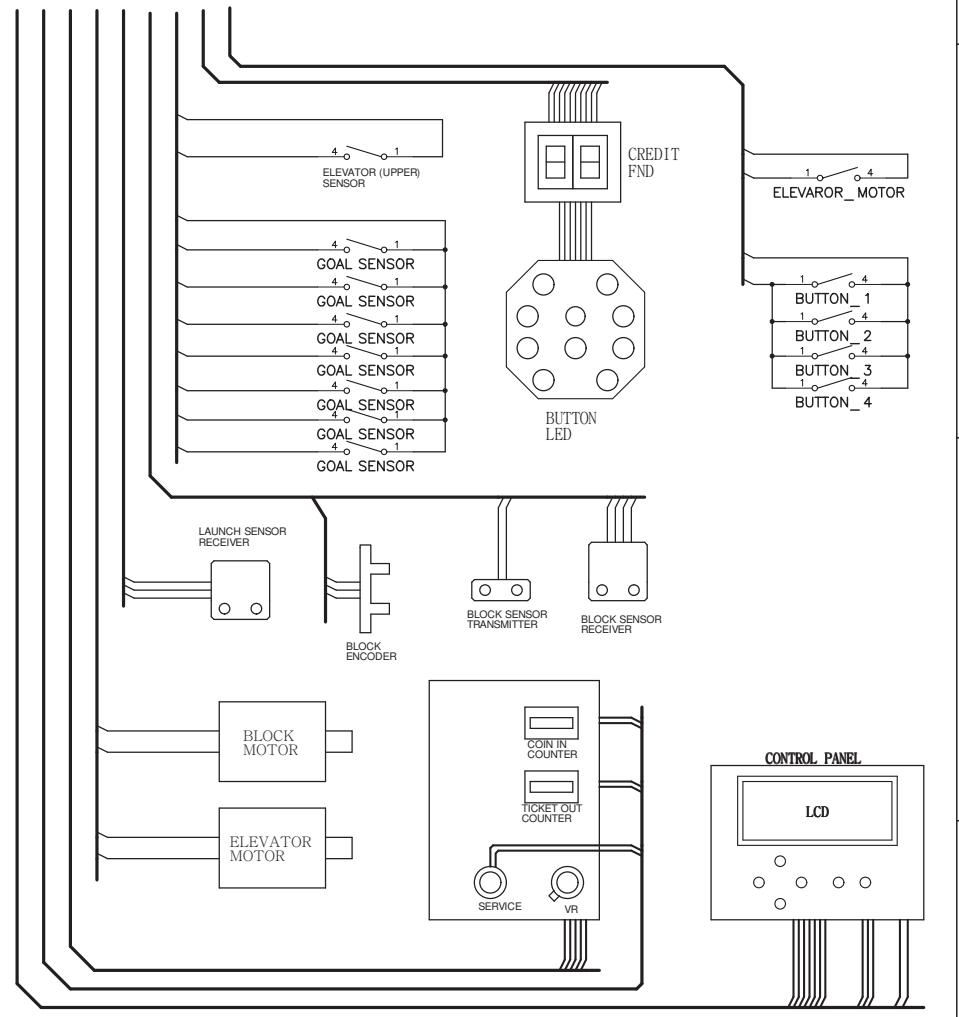 4 1
ELEVATOR (UPPER)
SENSOR
CREDIT
FND
1 4
ELEVAROR_ MOTOR
4 1
GOAL SENSOR
4 1
GOAL SENSOR
4 1
GOAL SENSOR
4 1
GOAL SENSOR
4 1
GOAL SENSOR
4 1
GOAL SENSOR
4 1
GOAL SENSOR
BUTTON
LED
1 4
BUTTON_ 1
1 4
BUTTON_ 2
1 4
BUTTON_ 3
1 4
BUTTON_ 4
LAUNCH SENSOR
RECEIVER
BLOCK
ENCODER
BLOCK SENSOR
TRANSMITTER
BLOCK SENSOR
RECEIVER
BLOCK
MOTOR
ELEVATOR
MOTOR
COIN IN
COUNTER
TICKET OUT
COUNTER
SERVICE
VR
CONTROL PANEL
LCD